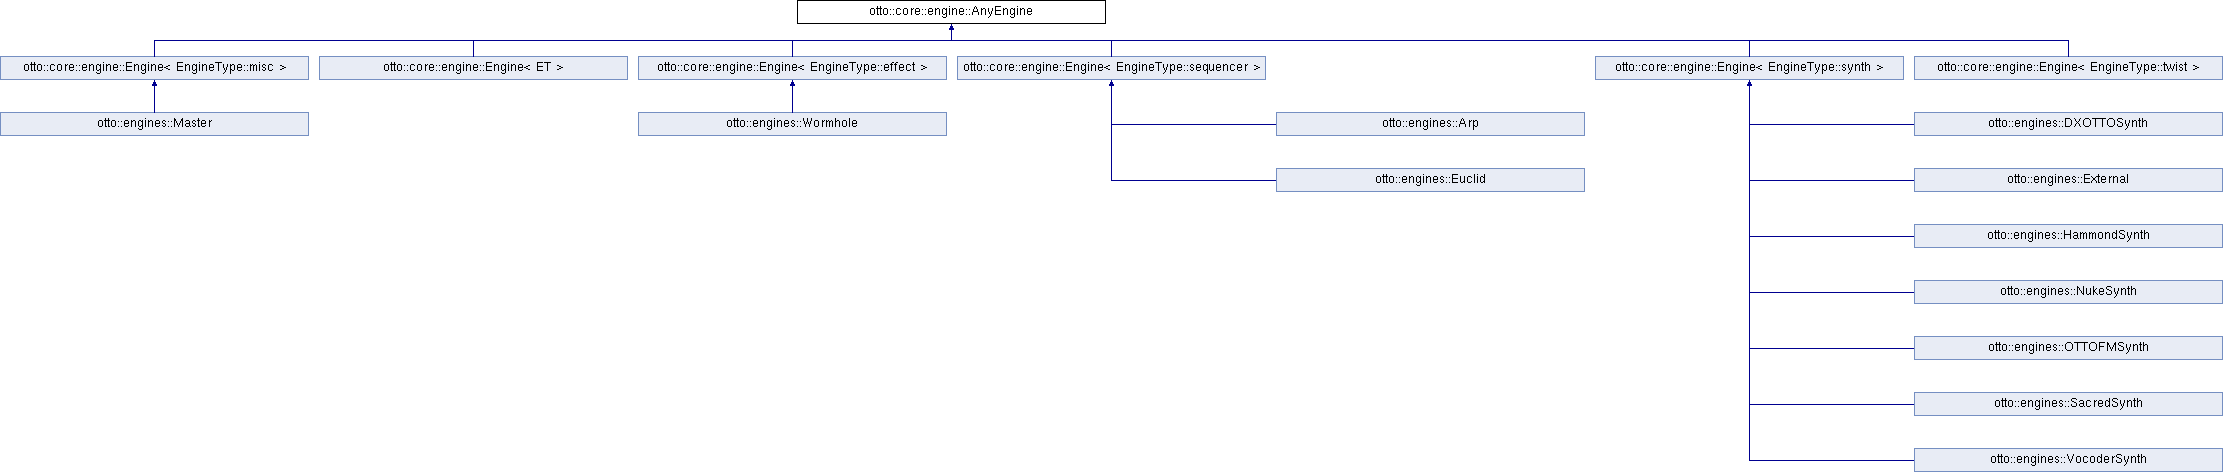 otto::core::engine::AnyEngine
otto::core::engine::Engine< EngineType::misc >
otto::core::engine::Engine< ET >
otto::core::engine::Engine< EngineType::effect >
otto::core::engine::Engine< EngineType::sequencer >
otto::core::engine::Engine< EngineType::synth >
otto::core::engine::Engine< EngineType::twist >
otto::engines::Master
otto::engines::Wormhole
otto::engines::Arp
otto::engines::DXOTTOSynth
otto::engines::Euclid
otto::engines::External
otto::engines::HammondSynth
otto::engines::NukeSynth
otto::engines::OTTOFMSynth
otto::engines::SacredSynth
otto::engines::VocoderSynth